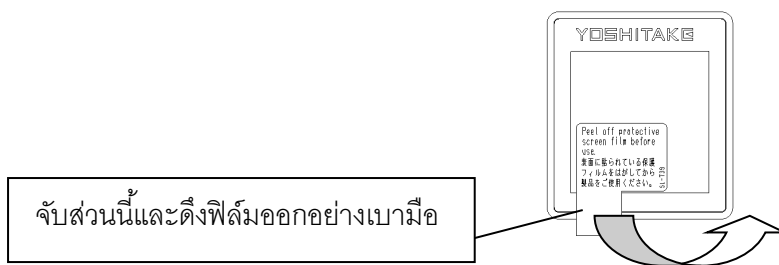 YOSHITAKE
Peel off protective
screen film before
use.
表面に貼られている保護
フィルムをはがしてから
製品をご使用ください。
SL-T39
จับส่วนนี้และดึงฟิล์มออกอย่างเบามือ